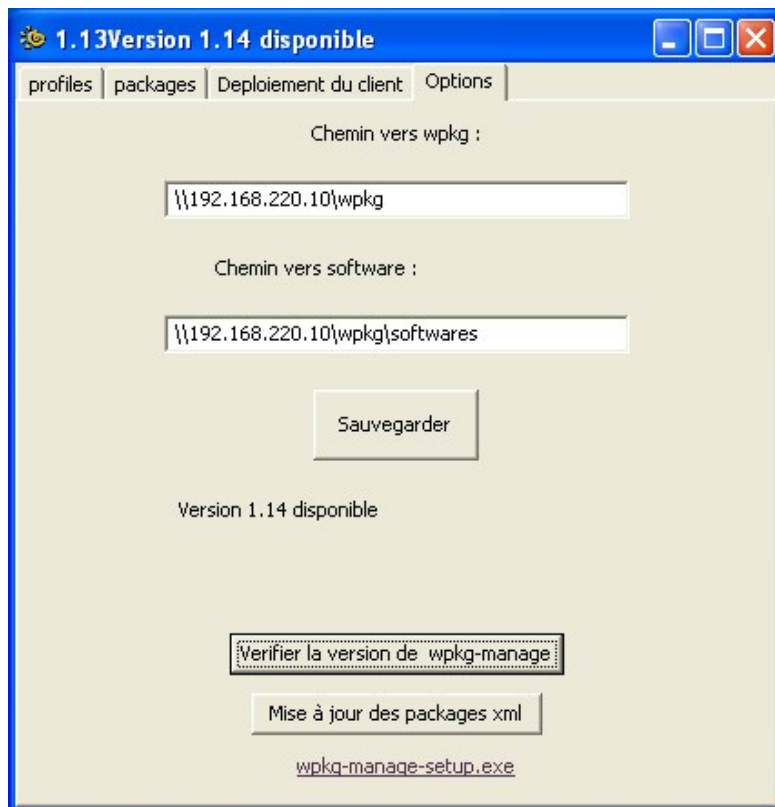 1.13Version 1.14 disponible
profiles packages Deploiement du client Options
Chemin vers wpkg :
\\192.168.220.10\wpkg
Chemin vers software :
\\192.168.220.10\wpkg\softwares
Sauvegarder
Version 1.14 disponible
Verifier la version de  wpkg-manage
Mise à jour des packages xml
wpkg-manage-setup.exe